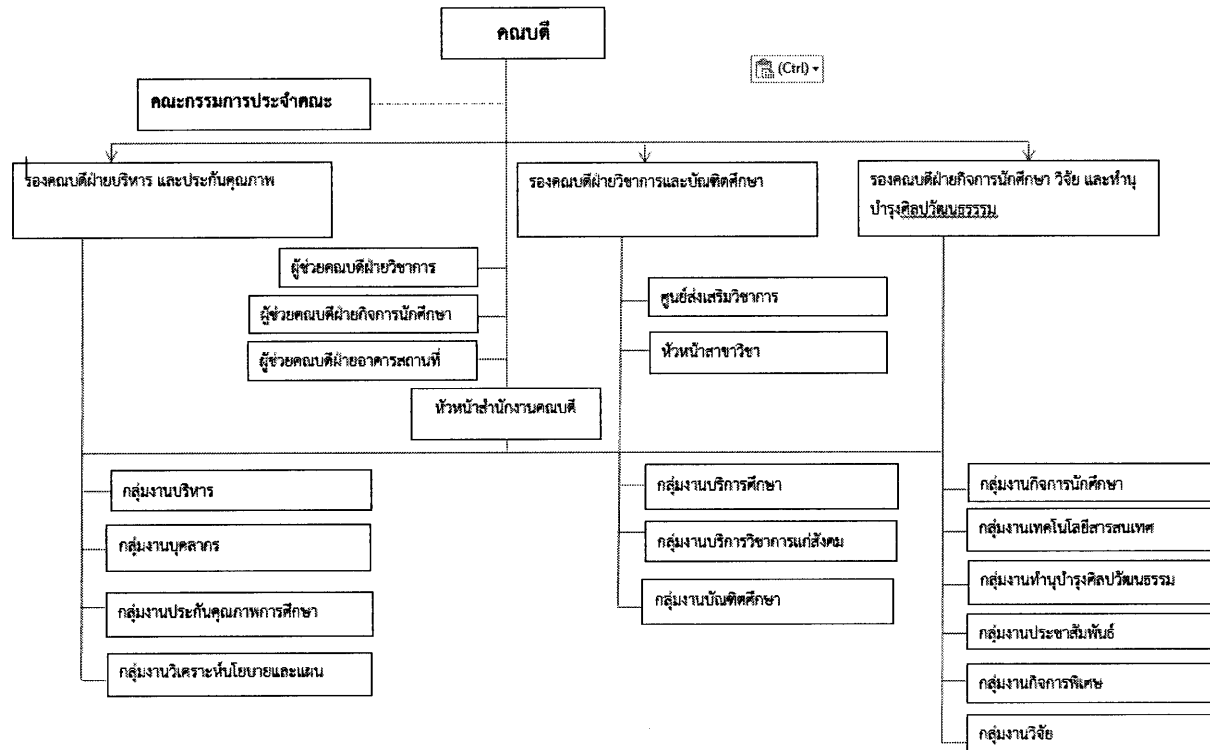 คณบดี
(Ctrl)
คณะกรรมการประจำคณะ
รองคณบดีฝ่ายบริหาร และประกันคุณภาพ
รองคณบดีฝ่ายวิชาการและบัณฑิตศึกษา
รองคณบดีฝ่ายกิจการนักศึกษา วิจัย และทำนุ
บำรุงศิลปวัฒนธรรรม
ผู้ช่วยคณบดีฝ่ายวิชาการ
ผู้ช่วยคณบดีฝ่ายกิจการนักศึกษา
ผู้ช่วยคณบดีฝ่ายอาคารสถานที่
ศูนย์ส่งเสริมวิชาการ
หัวหน้าสาขาวิชา
หัวหน้าสำนักงานคณบดี
กลุ่มงานบริหาร
กลุ่มงานบุคลากร
กลุ่มงานประกันคุณภาพการศึกษา
กลุ่มงานวิเคราะห์นโยบายและแผน
กลุ่มงานบริการศึกษา
กลุ่มงานบริการวิชาการแก่สังคม
กลุ่มงานบัณฑิตศึกษา
กลุ่มงานกิจการนักศึกษา
กลุ่มงานเทคโนโลยีสารสนเทศ
กลุ่มงานทำนุบำรุงศิลปวัฒนธรรม
กลุ่มงานประชาสัมพันธ์
กลุ่มงานกิจการพิเศษ
กลุ่มงานวิจัย